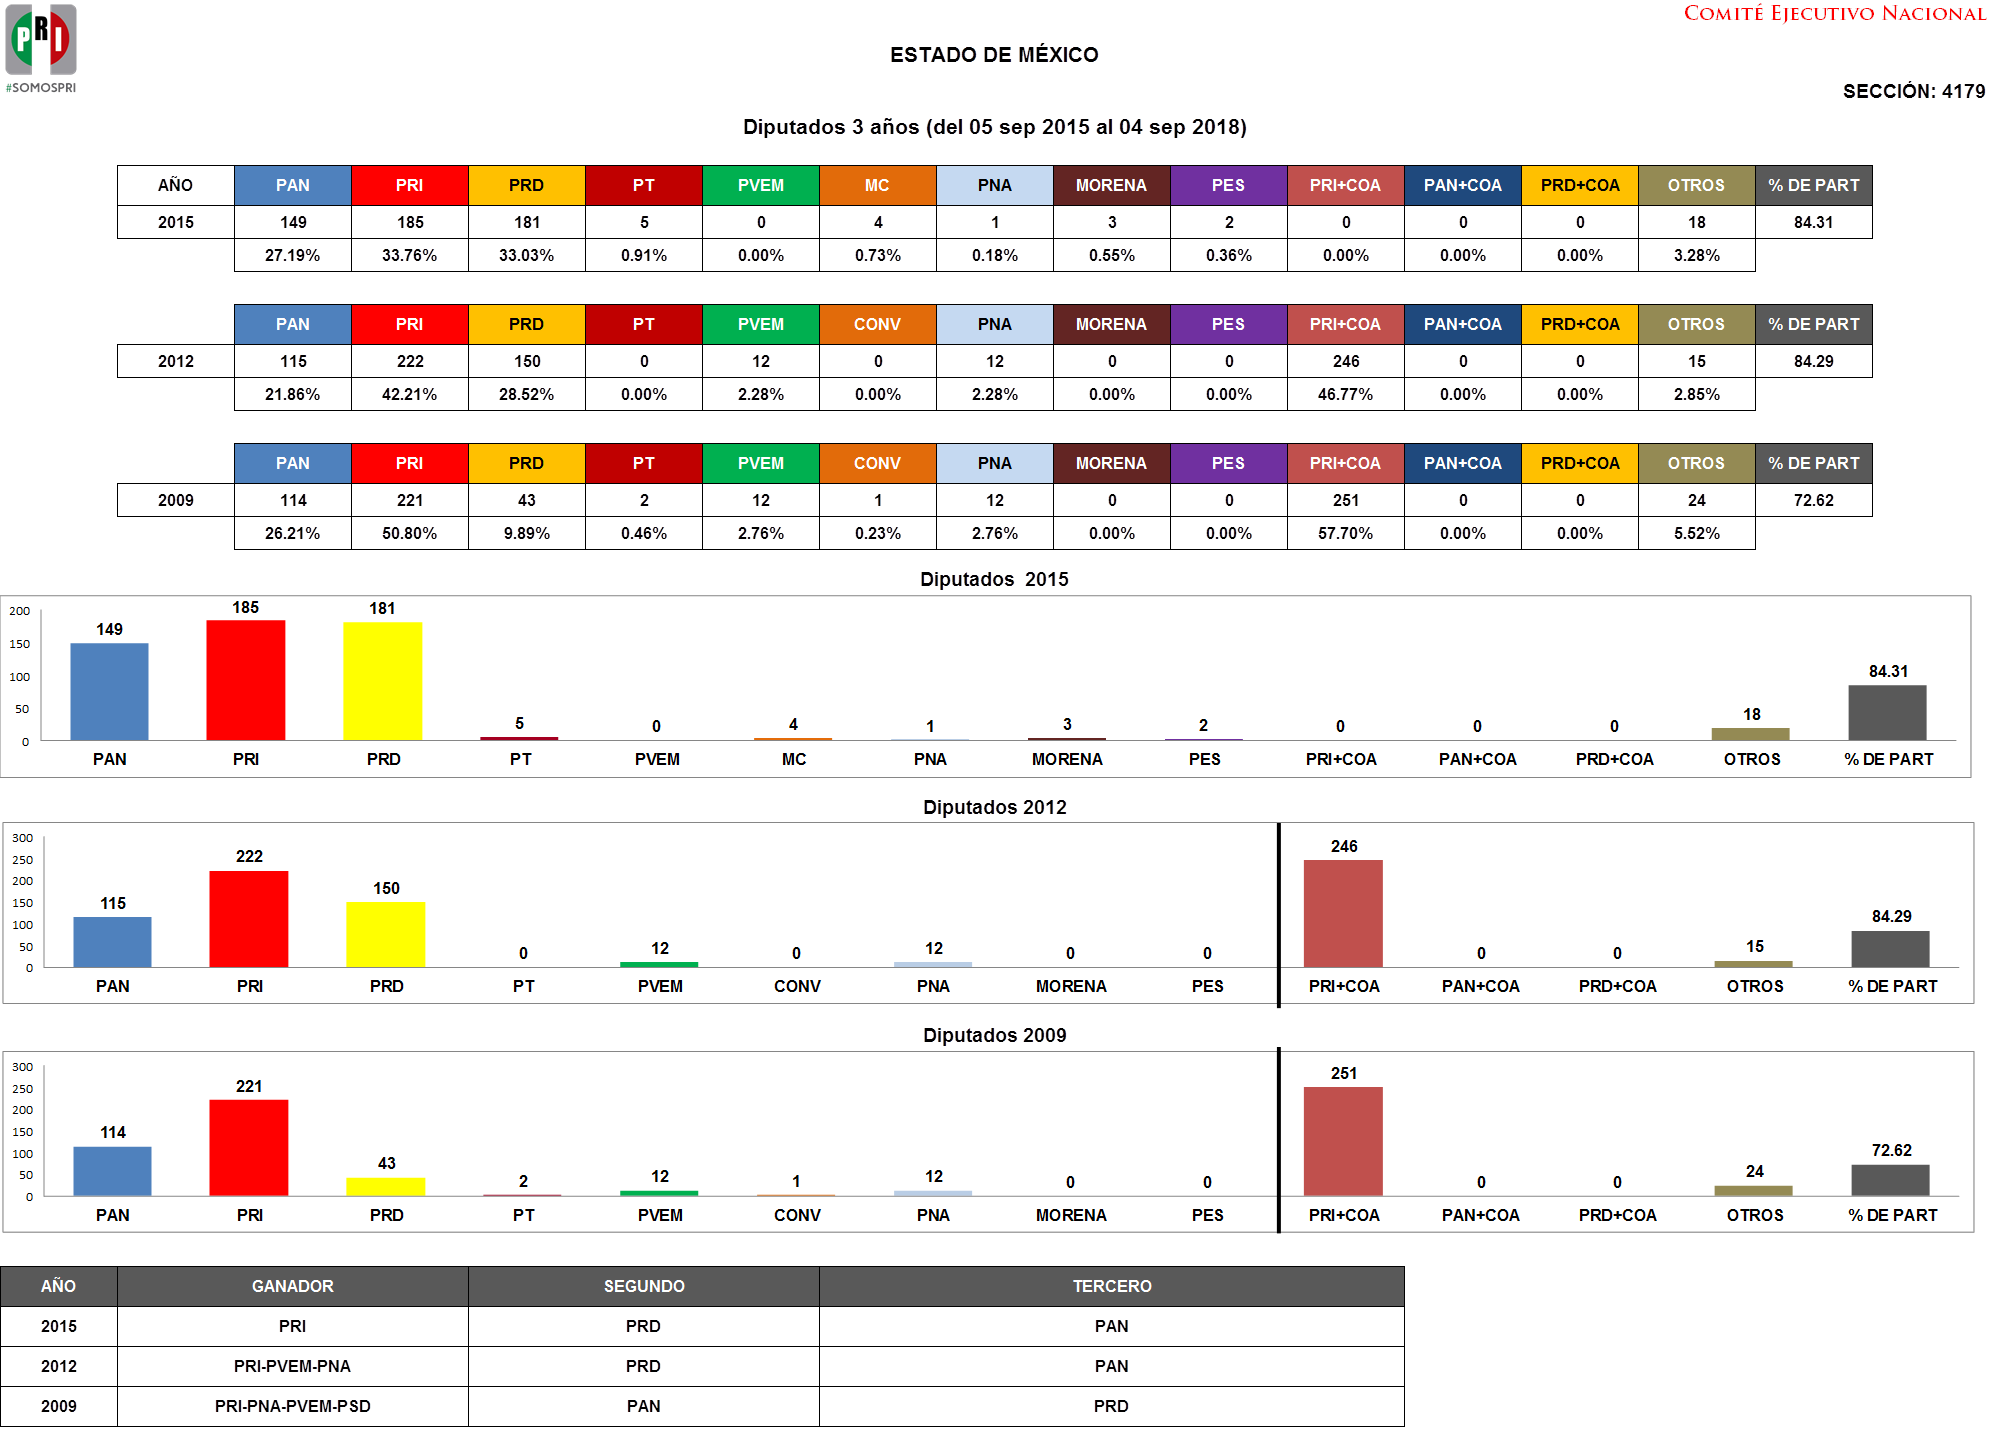 PRI
#SOMOSPRI
COMITÉ EJECUTIVO NACIONAL
ESTADO DE MÉXICO
SECCIÓN: 4179
Diputados 3 años (del 05 sep 2015 al 04 sep 2018)
AÑO PAN PRI PRD PT PVEM MC PNA MORENA PES PRI+COA PAN+COA PRD+COA OTROS % DE PART
2015 149 185 181 5 0 4 1 3 2 0 0 0 18 84.31
27.19% 33.76% 33.03% 0.91% 0.00% 0.73% 0.18% 0.55% 0.36% 0.00% 0.00% 0.00% 3.28%
PAN PRI PRD PT PVEM CONV PNA MORENA PES PRI+COA PAN+COA PRD+COA OTROS % DE PART
2012 115 222 150 0 12 0 12 0 0 246 0 0 15 84.29
21.86% 42.21% 28.52% 0.00% 2.28% 0.00% 2.28% 0.00% 0.00% 46.77% 0.00% 0.00% 2.85%
PAN PRI PRD PT PVEM CONV PNA MORENA PES PRI+COA PAN+COA PRD+COA OTROS % DE PART
2009 114 221 43 2 12 1 12 0 0 251 0 0 24 72.62
26.21% 50.80% 9.89% 0.46% 2.76% 0.23% 2.76% 0.00% 0.00% 57.70% 0.00% 0.00% 5.52%
Diputados 2015
200
150
100
50
0
149 185 181 5 0 4 1 3 2 0 0 0 18 84.31
PAN PRI PRD PT PVEM MC PNA MORENA PES PRI+COA PAN+COA PRD+COA OTROS % DE PART
Diputados 2012
300
250
200
150
100
50
0
115 222 150 0 12 0 12 0 0 246 0 0 15 84.29
PAN PRI PRD PT PVEM CONV PNA MORENA PES PRI+COA PAN+COA PRD+COA OTROS % DE PART
Diputados 2009
300
250
200
150
100
50
0
114 221 43 2 12 1 12 0 0 251 0 0 24 72.62
PAN PRI PRD PT PVEM CONV PNA MORENA PES PRI+COA PAN+COA PRD+COA OTROS % DE PART
AÑO GANADOR SEGUNDO TERCERO
2015 PRI PRD PAN
2012 PRI-PVEM-PNA PRD PAN
2009 PRI-PNA-PVEM-PSD PAN PRD